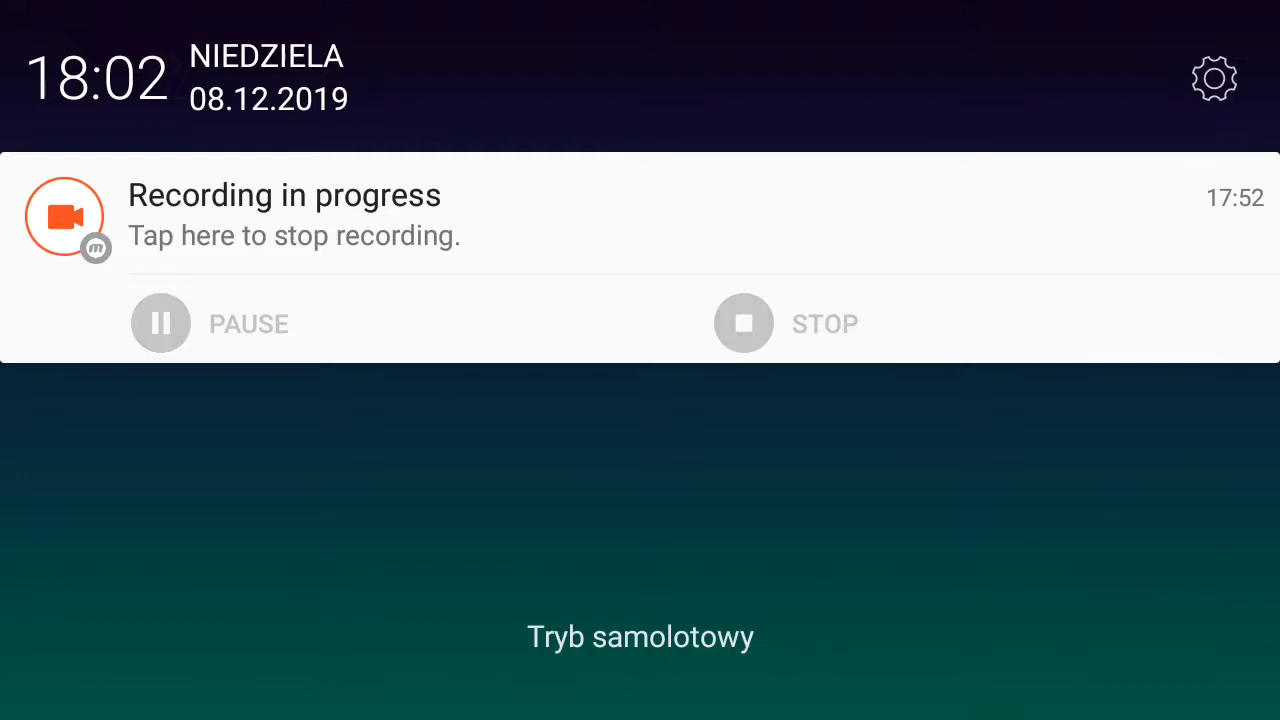 18:02
NIEDZIELA
08.12.2019
Recording in progress
17:52
Tap here to stop recording.
PAUSE
STOP
Tryb samolotowy